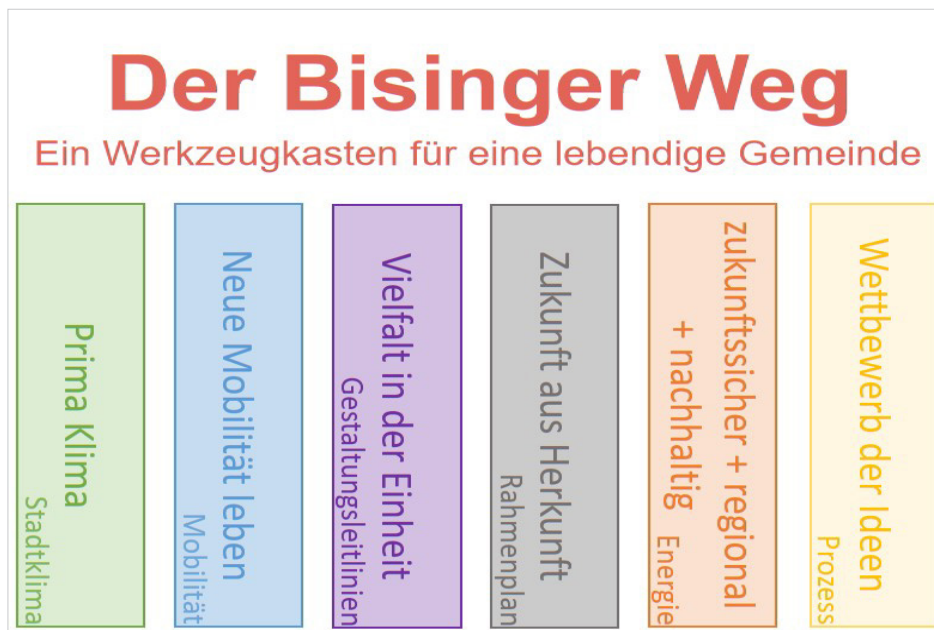 Der Bisinger Weg
Ein Werkzeugkasten für eine lebendige Gemeinde
Prima Klima
Stadtklima
Neue Mobilität leben
Mobilität
Vielfalt in der Einheit
Gestaltungsleitlinien
Zukunft aus Herkunft
Rahmenplan
zukunftssicher + regional
+ nachhaltig
Energie
Wettbewerb der Ideen
Prozess